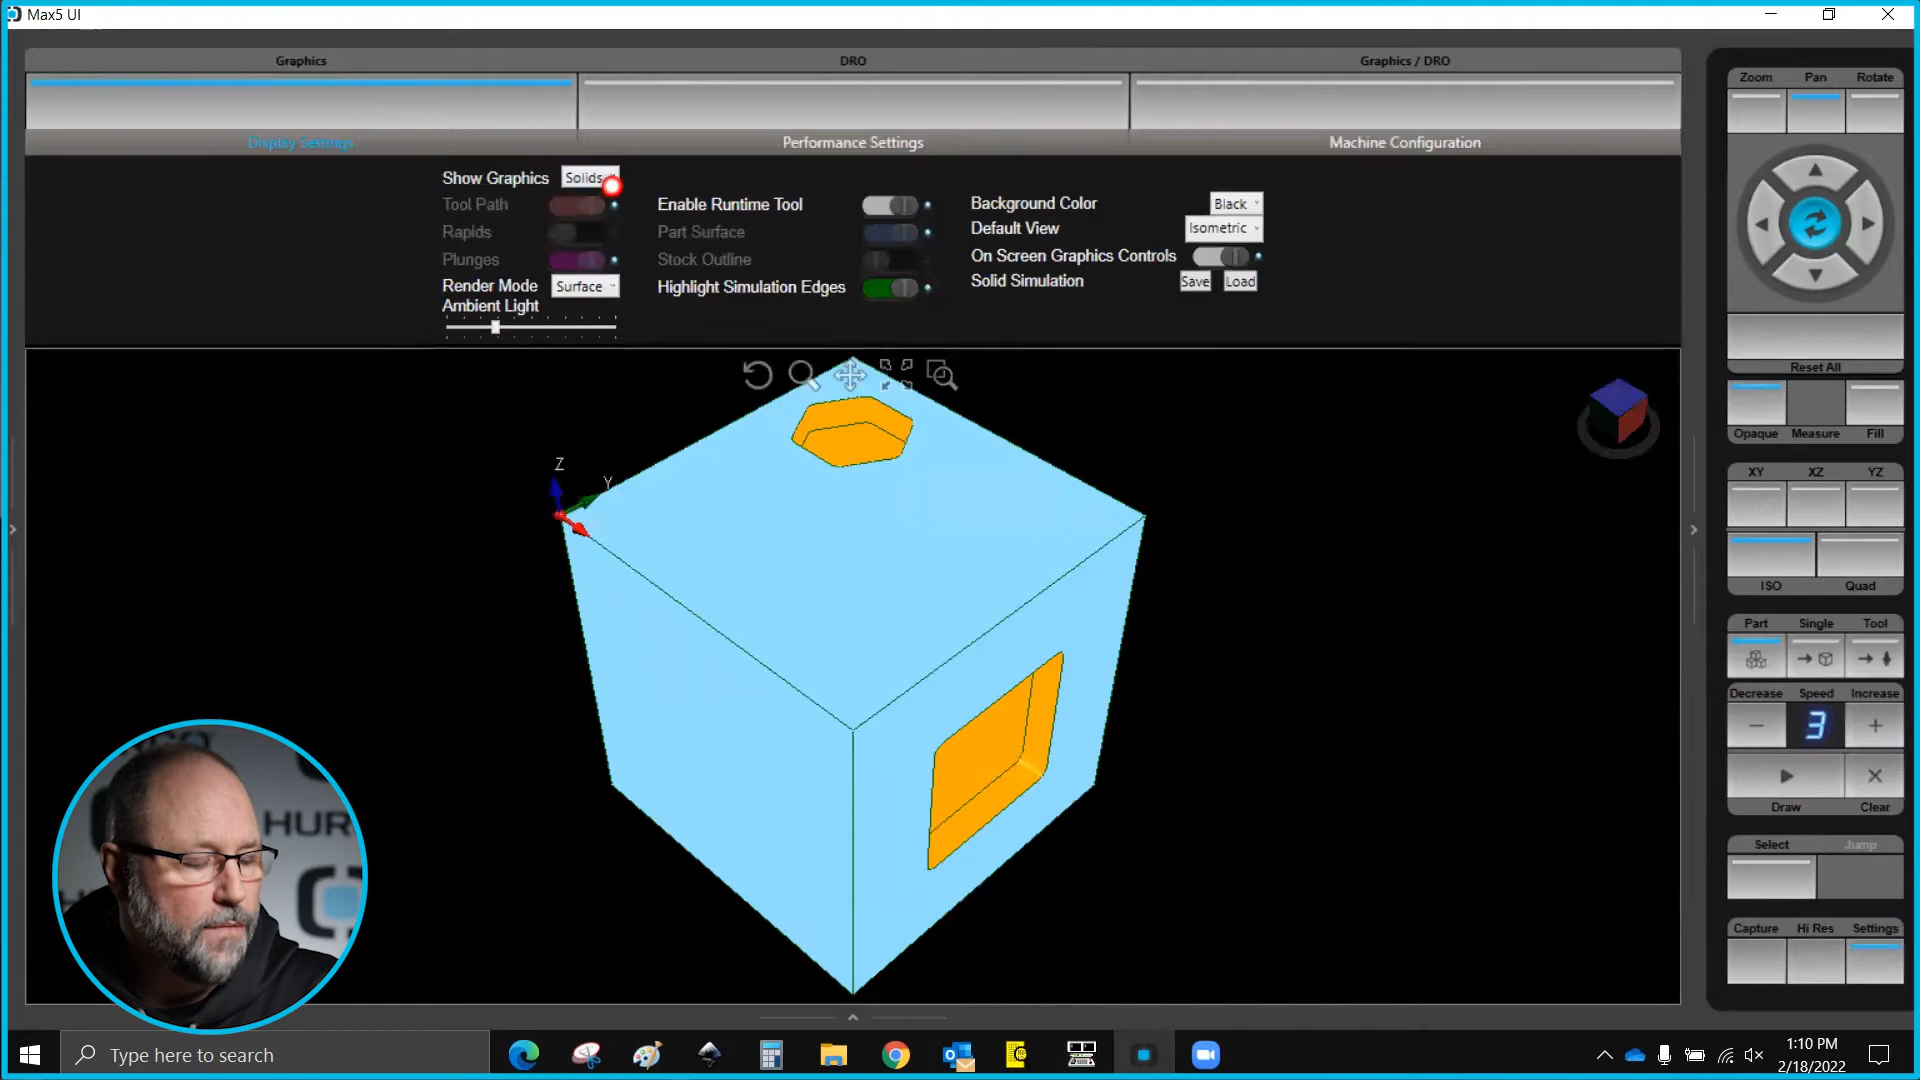 Max5 UI
Graphics
DRO
Graphics / DRO
Display Settings
Performance Settings
Machine Configuration
Show Graphics
Solids
Tool Path
Rapids
Plunges
Render Mode
Surface
Ambient Light
Enable Runtime Tool
Part Surface
Stock Outline
Highlight Simulation Edges
Background Color
Black
Default View
Isometric
On Screen Graphics Controls
Solid Simulation
Save
Load
Z
Y
Zoom
Pan
Rotate
Reset All
Opaque
Measure
Fill
XY
XZ
YZ
ISO
Quad
Part
Single
Tool
Decrease
Speed
Increase
3
Draw
Clear
Select
Jump
Capture
Hi Res
Settings
HUR
Type here to search
1:10 PM
2/18/2022